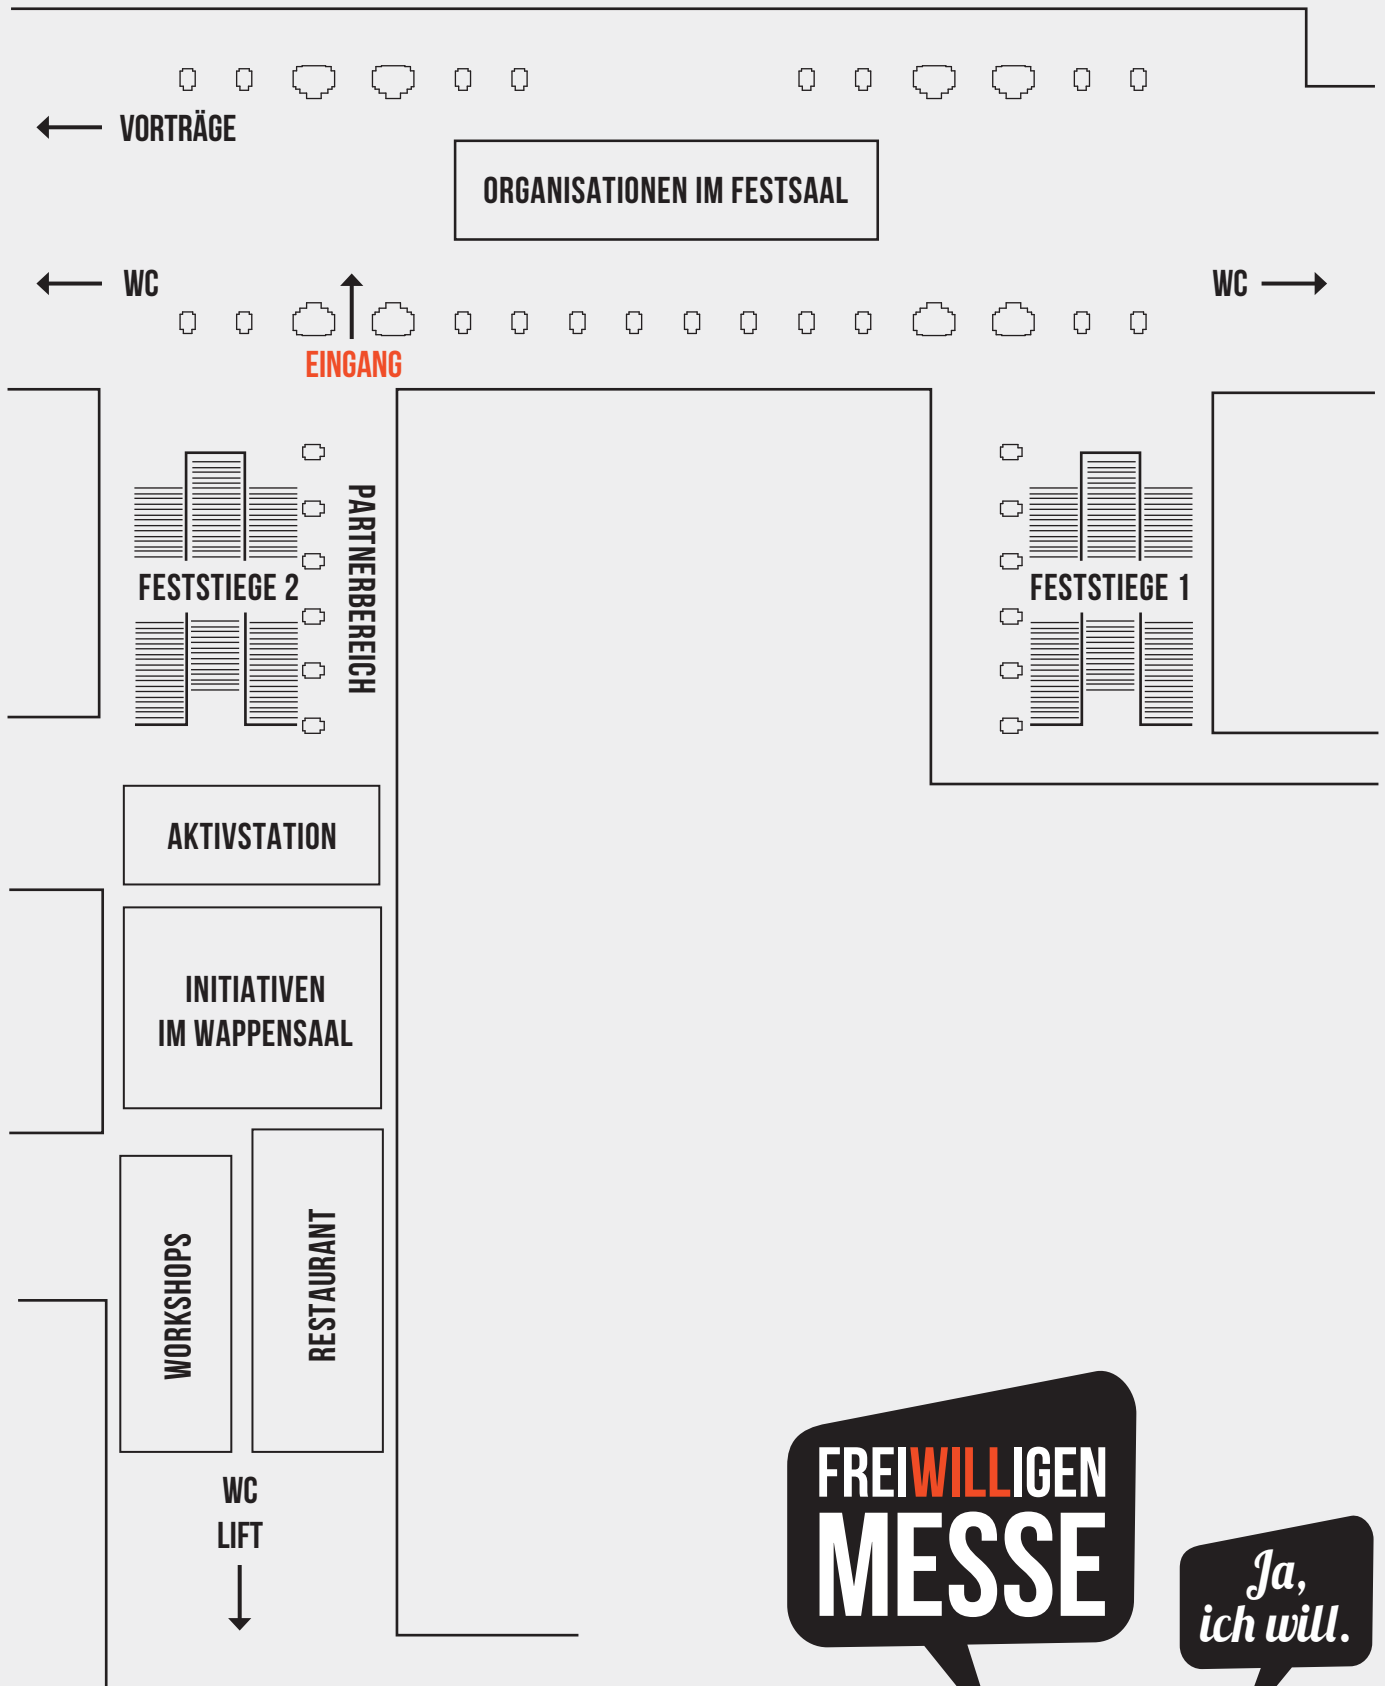 VORTRÄGE
ORGANISATIONEN IM FESTSAAL
WC
WC
EINGANG
PARTNERBEREICH
FESTSTIEGE 2
FESTSTIEGE 1
AKTIVSTATION
INITIATIVEN
IM WAPPENSAAL
WORKSHOPS
RESTAURANT
WC
LIFT
FREIWILLIGEN
MESSE
Ja,
ich will.